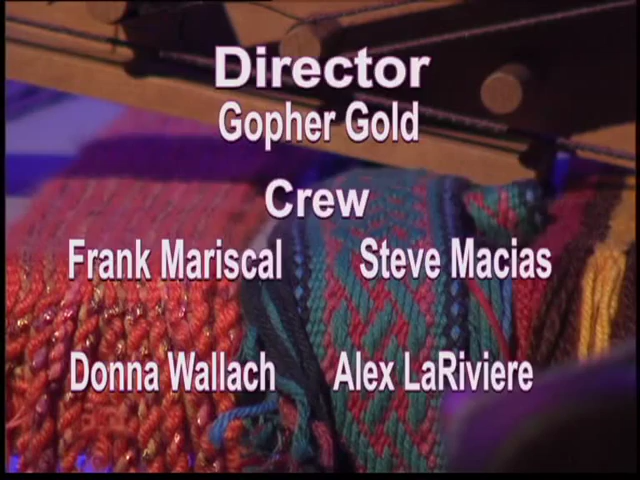 Director
Gopher Gold
Crew
Frank Mariscal Steve Macias
Donna Wallach Alex LaRiviere